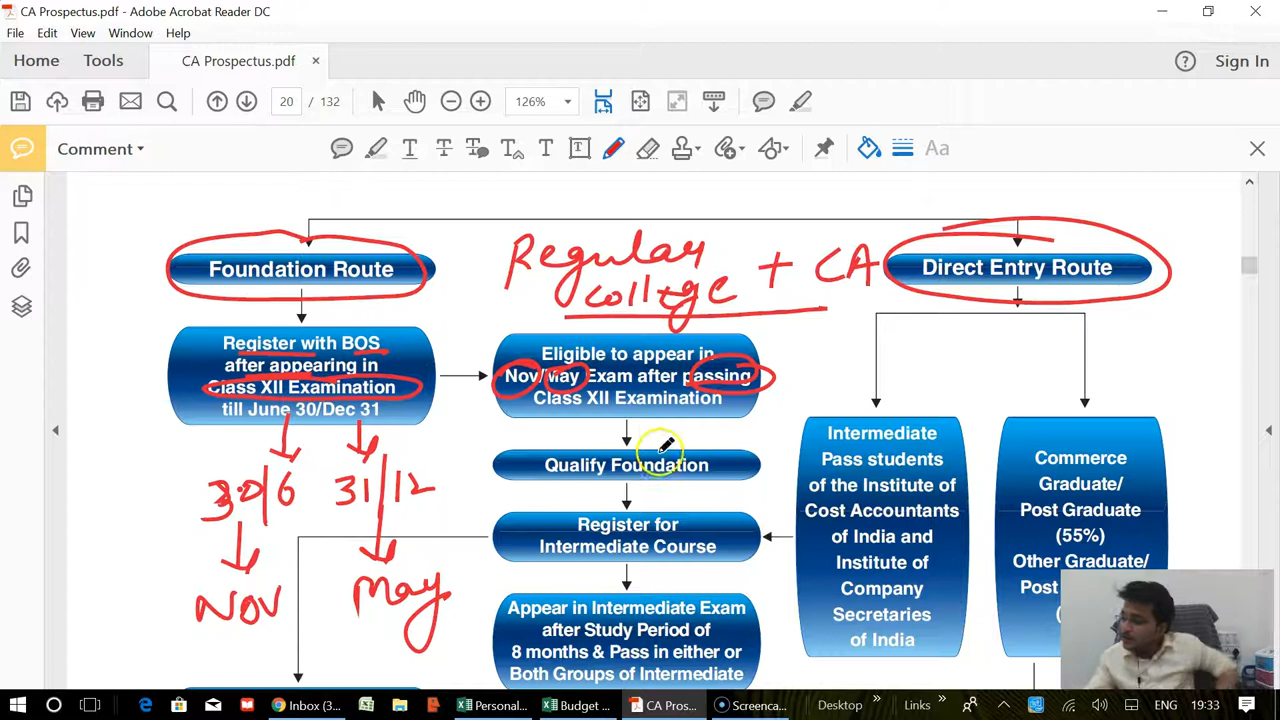 CA Prospectus.pdf - Adobe Acrobat Reader DC
File Edit View Window Help
Home Tools CA Prospectus.pdf × ? Sign In
20 / 132 126%
Comment T T T T T T Aa
Regular
college + CA
Foundation Route
Direct Entry Route
Register with BOS
after appearing in
Class XII Examination
till June 30/Dec 31
Eligible to appear in
Nov/May Exam after passing
Class XII Examination
30/6 31/12
Nov May
Qualify Foundation
Register for
Intermediate Course
Appear in Intermediate Exam
after Study Period of
8 months & Pass in either or
Both Groups of Intermediate
Intermediate
Pass students
of the Institute of
Cost Accountants
of India and
Institute of
Company
Secretaries
of India
Commerce
Graduate/
Post Graduate
(55%)
Other Graduate/
Post
Inbox (3... Personal... Budget ... CA Pros... Screenca... Desktop » Links » ENG 19:33